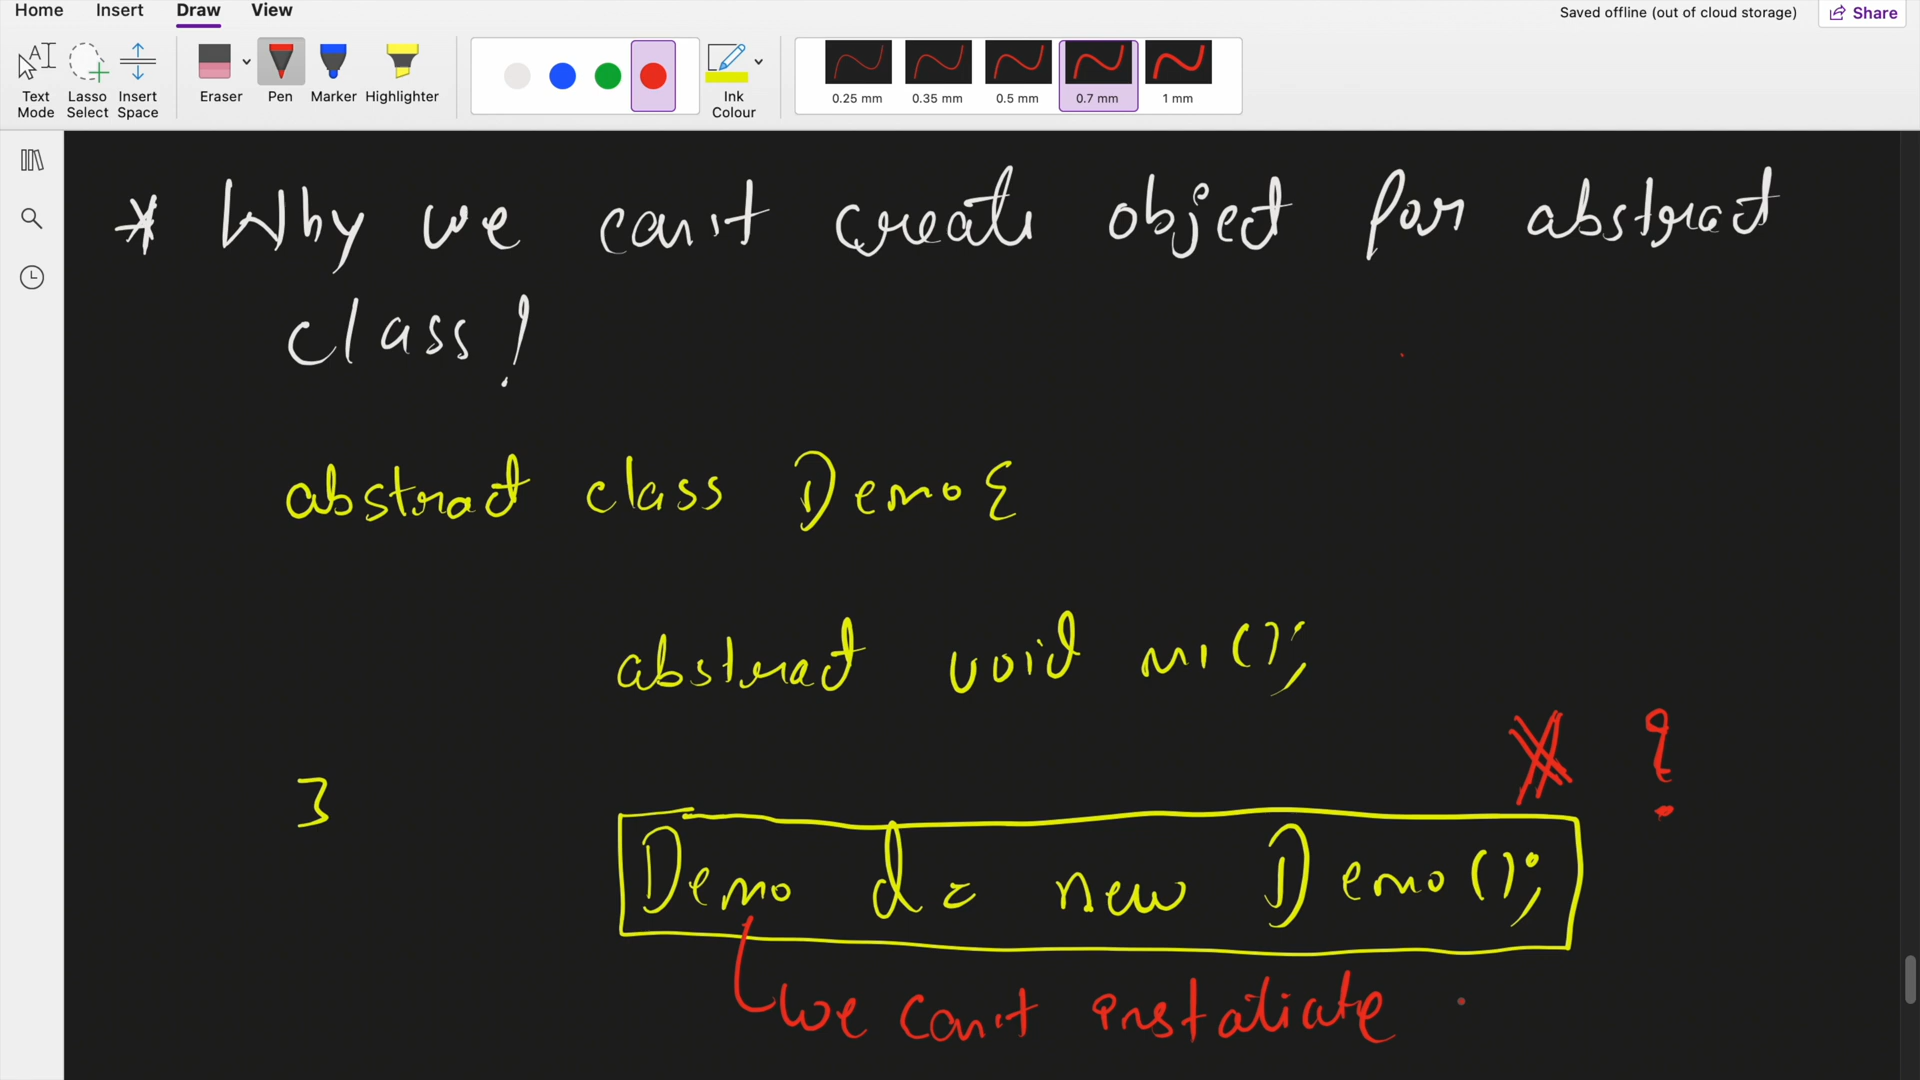 Home Insert Draw View
Saved offline (out of cloud storage) Share
Text Mode
Lasso Select
Insert Space
Eraser
Pen
Marker
Highlighter
Ink Colour
0.25 mm
0.35 mm
0.5 mm
0.7 mm
1 mm
* Why we can't create object for abstract
class?
abstract class Demo {
abstract void m1();
}
?
Demo d = new Demo();
we can't instatiate